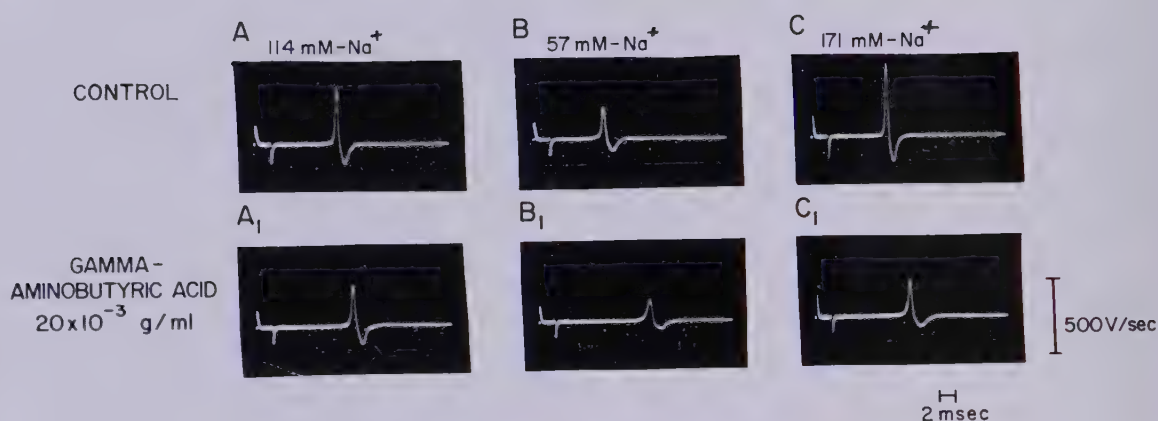 A 114 mM-Na+
B 57 mM-Na+
C 171 mM-Na+
CONTROL
A1
B1
C1
GAMMA-
AMINOBUTYRIC ACID
20x10-3 g/ml
500V/sec
2 msec